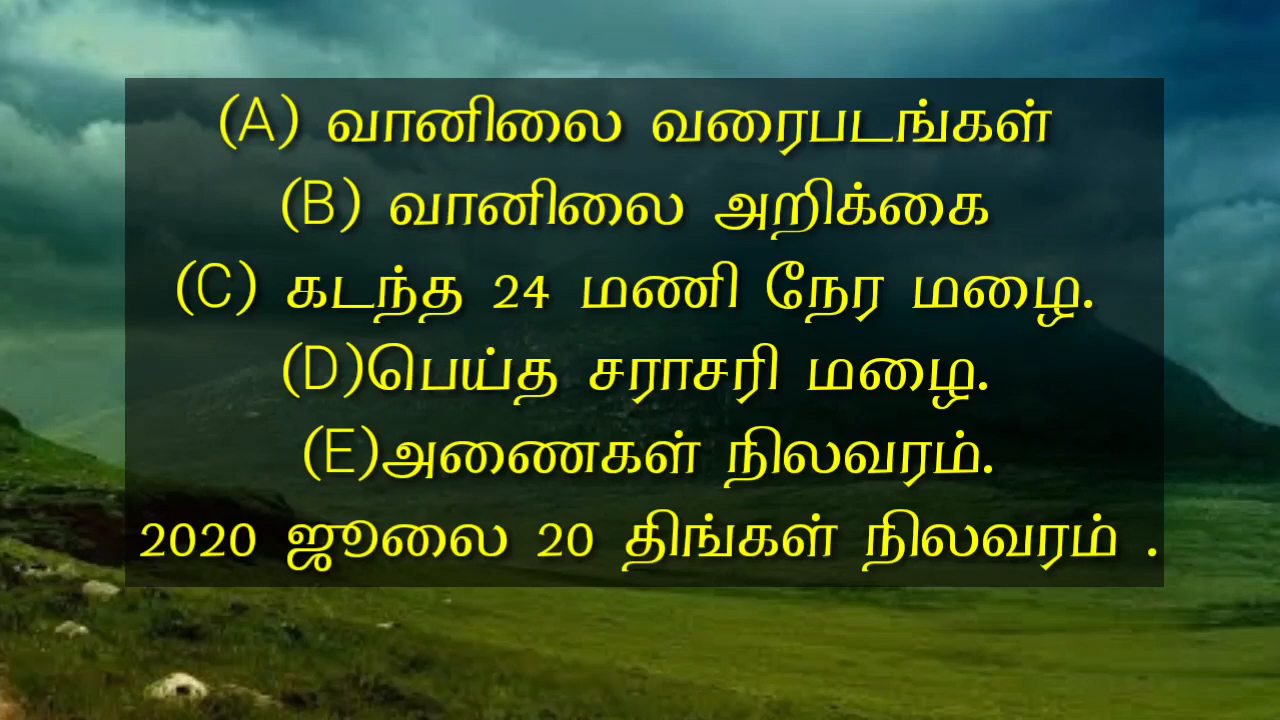 (A) வானிலை வரைபடங்கள்
(B) வானிலை அறிக்கை
(C) கடந்த 24 மணி நேர மழை.
(D)பெய்த சராசரி மழை.
(E)அணைகள் நிலவரம்.
2020 ஜூலை 20 திங்கள் நிலவரம் .